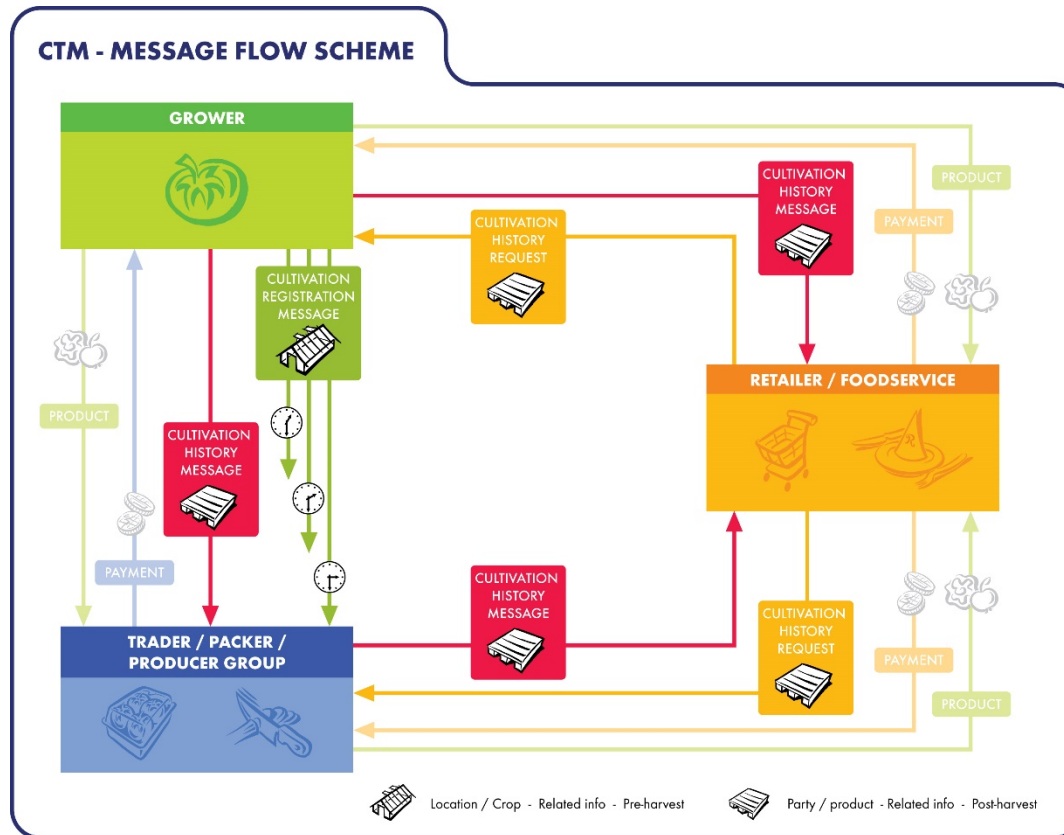 CTM - MESSAGE FLOW SCHEME
GROWER
PRODUCT
PAYMENT
CULTIVATION
HISTORY
MESSAGE
CULTIVATION
HISTORY
REQUEST
CULTIVATION
REGISTRATION
MESSAGE
RETAILER / FOODSERVICE
PRODUCT
CULTIVATION
HISTORY
MESSAGE
PAYMENT
CULTIVATION
HISTORY
MESSAGE
CULTIVATION
HISTORY
REQUEST
PAYMENT
PRODUCT
TRADER / PACKER /
PRODUCER GROUP
Location / Crop - Related info - Pre-harvest
Party / product - Related info - Post-harvest